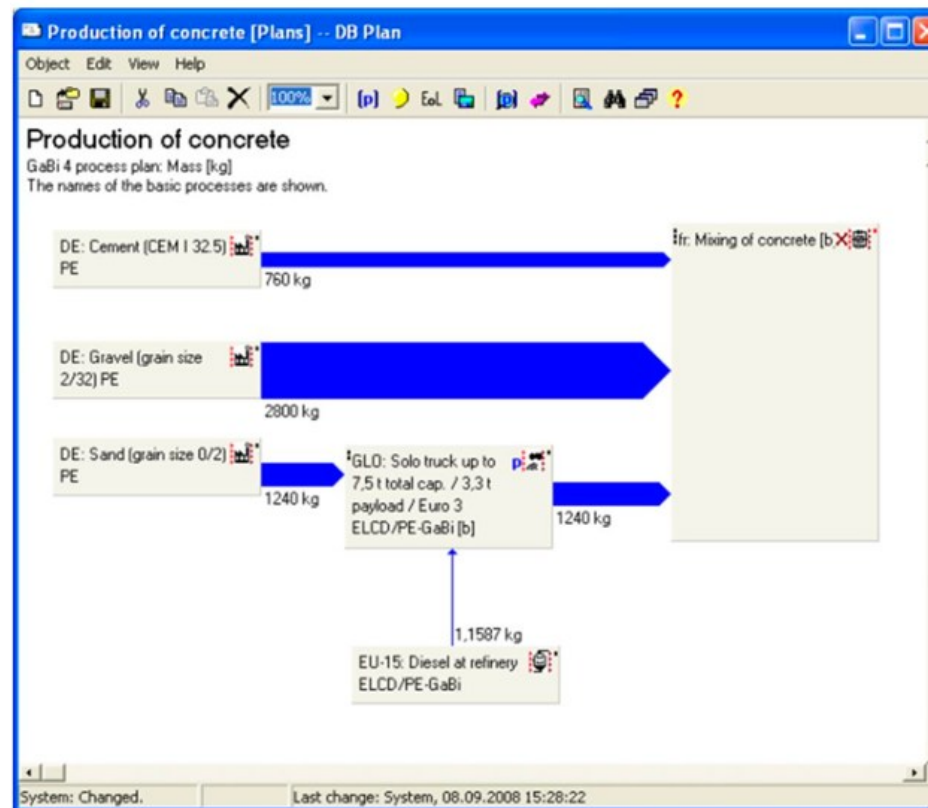 Production of concrete [Plans] -- DB Plan
Object Edit View Help
100% (p) EoL (p) ?
Production of concrete
GaBi 4 process plan: Mass [kg]
The names of the basic processes are shown.
DE: Cement (CEM I 32.5)
PE
760 kg
fr: Mixing of concrete [b
DE: Gravel (grain size
2/32) PE
2800 kg
DE: Sand (grain size 0/2)
PE
1240 kg
GLO: Solo truck up to
7,5 t total cap. / 3,3 t
payload / Euro 3
ELCD/PE-GaBi [b]
p
1240 kg
1,1587 kg
EU-15: Diesel at refinery
ELCD/PE-GaBi
System: Changed.
Last change: System, 08.09.2008 15:28:22